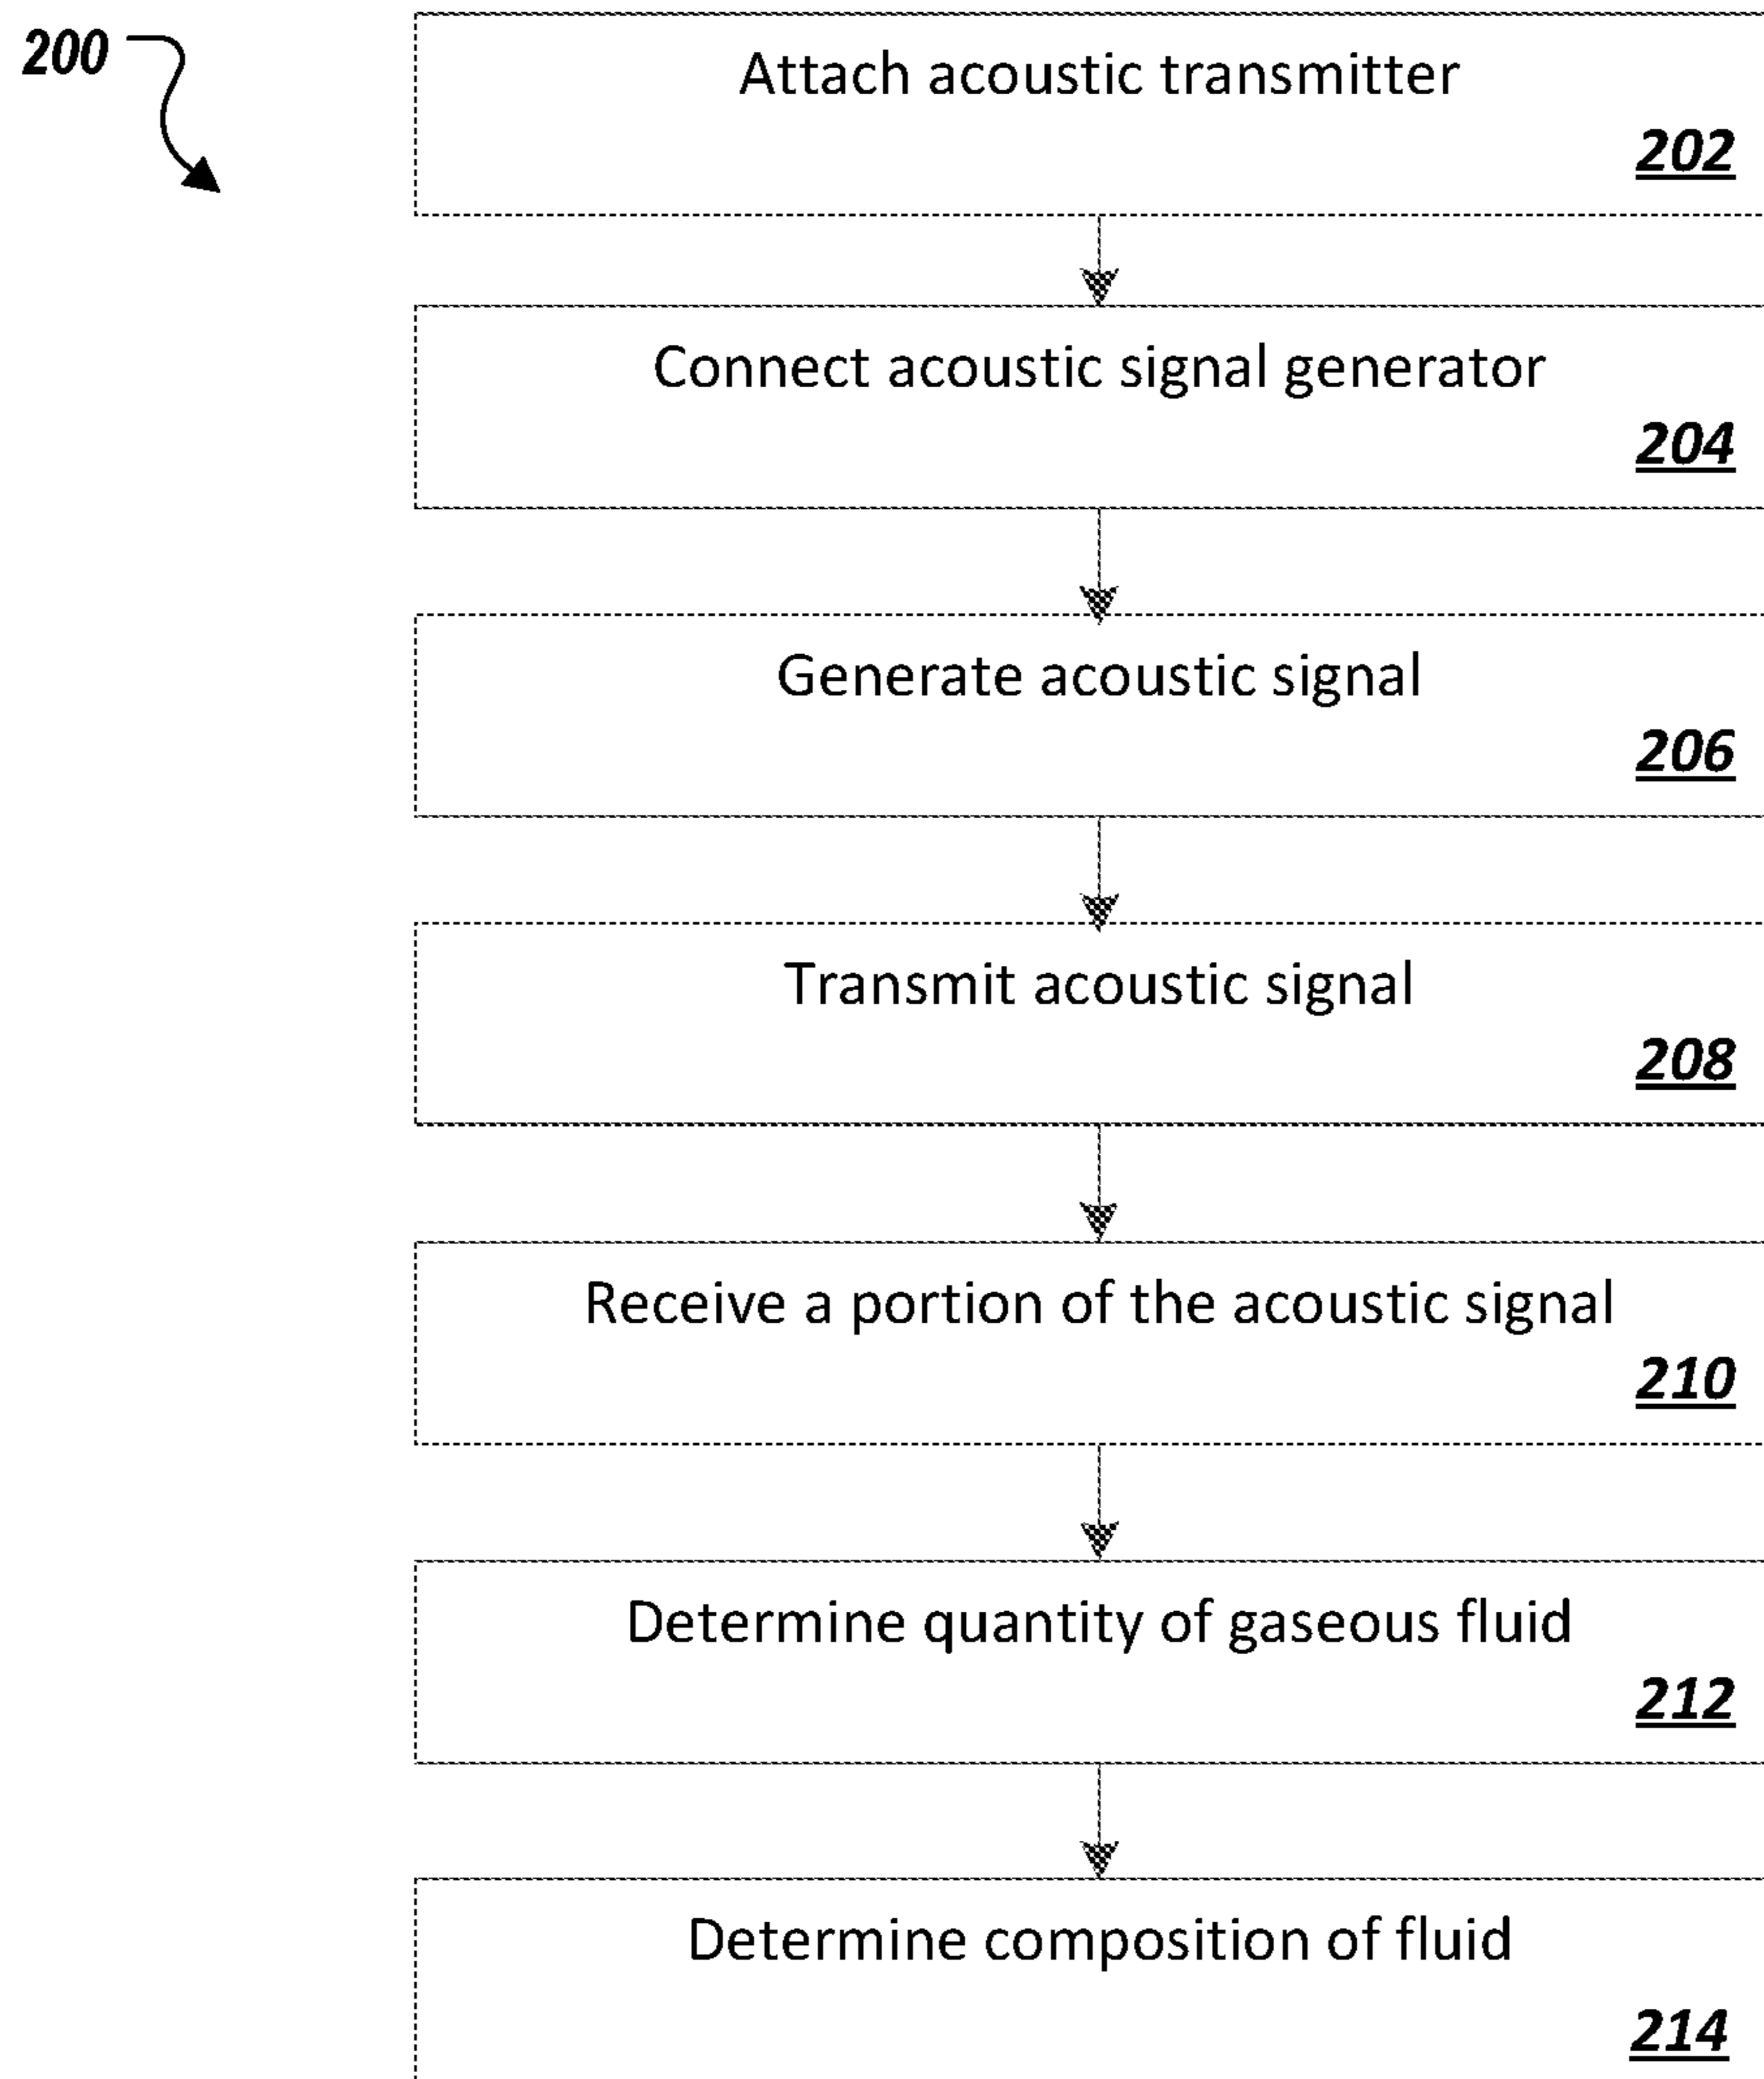 200
Attach acoustic transmitter
202
Connect acoustic signal generator
204
Generate acoustic signal
206
Transmit acoustic signal
208
Receive a portion of the acoustic signal
210
Determine quantity of gaseous fluid
212
Determine composition of fluid
214